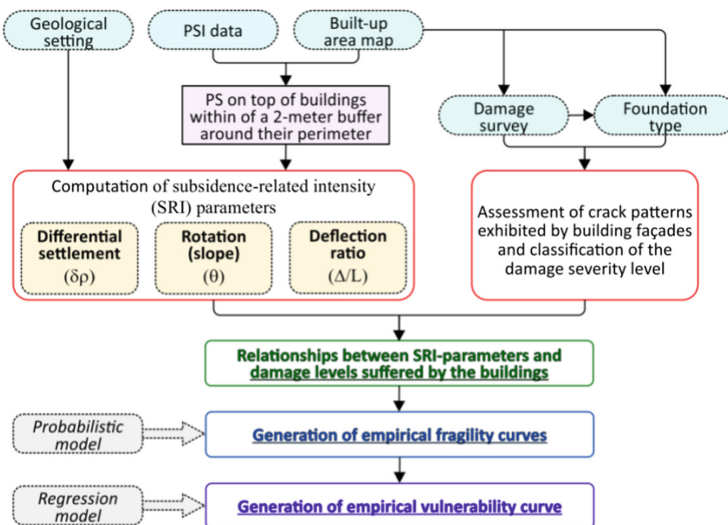 Geological
setting
PSI data
Built-up
area map
PS on top of buildings
within of a 2-meter buffer
around their perimeter
Damage
survey
Foundation
type
Computation of subsidence-related intensity
(SRI) parameters
Differential
settlement
(δρ)
Rotation
(slope)
(θ)
Deflection
ratio
(Δ/L)
Assessment of crack patterns
exhibited by building façades
and classification of the
damage severity level
Relationships between SRI-parameters and
damage levels suffered by the buildings
Probabilistic
model
Generation of empirical fragility curves
Regression
model
Generation of empirical vulnerability curve